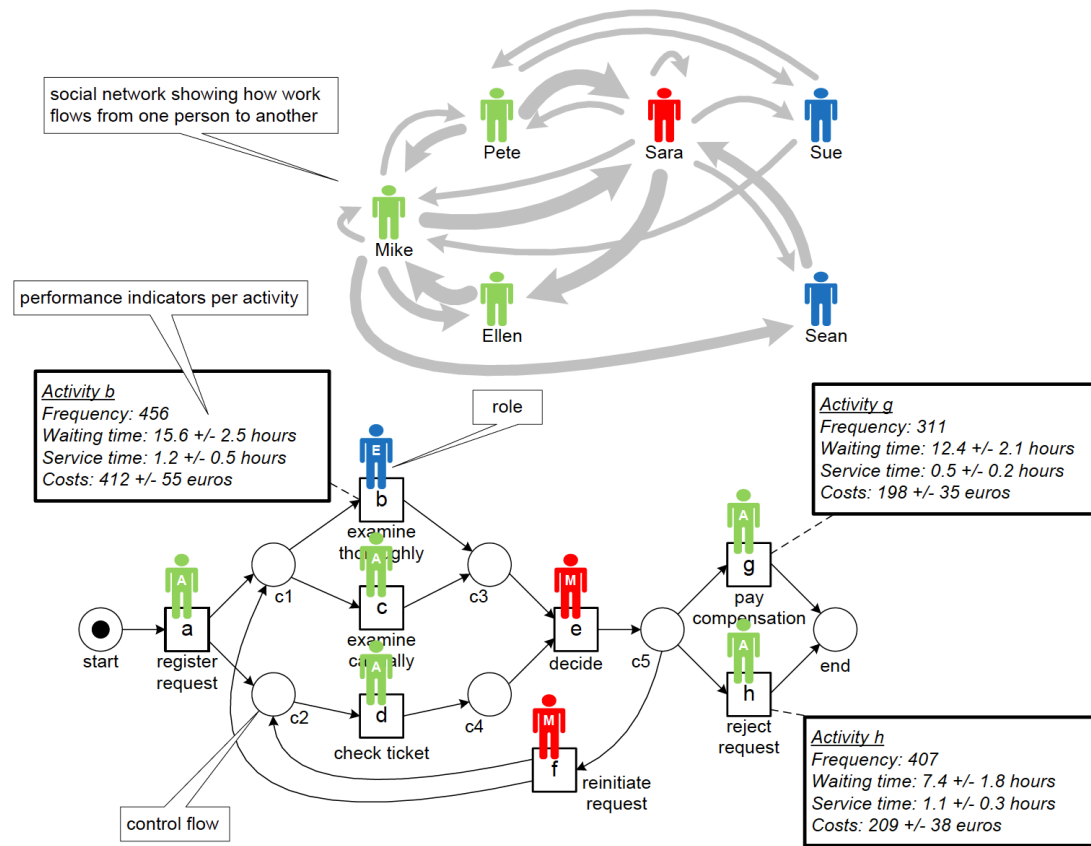 social network showing how work
flows from one person to another
Pete
Sara
Sue
Mike
Ellen
Sean
performance indicators per activity
Activity b
Frequency: 456
Waiting time: 15.6 +/- 2.5 hours
Service time: 1.2 +/- 0.5 hours
Costs: 412 +/- 55 euros
role
Activity g
Frequency: 311
Waiting time: 12.4 +/- 2.1 hours
Service time: 0.5 +/- 0.2 hours
Costs: 198 +/- 35 euros
E
b
examine
thoroughly
A
c
examine
casually
A
a
register
request
start
c1
c2
c3
c4
A
d
check ticket
M
e
decide
M
f
reinitiate
request
c5
A
g
pay
compensation
A
h
reject
request
end
control flow
Activity h
Frequency: 407
Waiting time: 7.4 +/- 1.8 hours
Service time: 1.1 +/- 0.3 hours
Costs: 209 +/- 38 euros